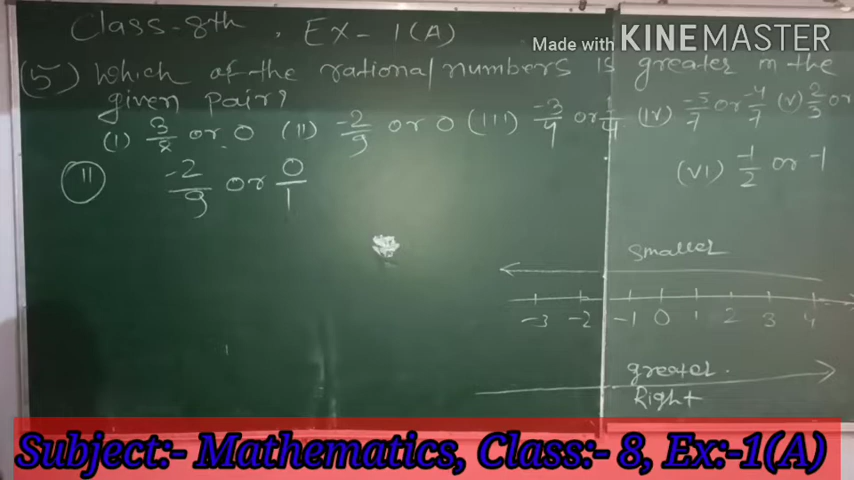 Class-8th, Ex-1(A)
Made with KINEMASTER
(5) Which of the rational numbers is greater in the
given pair?
(I) 3/8 or 0 (II) -2/9 or 0 (III) -3/4 or 1/4 (IV) -5/7 or -4/7 (V) 2/3 or
(VI) -1/2 or -1
(II) -2/9 or 0/1
Smaller
-3 -2 -1 0 1 2 3 4
greater.
Right
Subject:- Mathematics, Class:- 8, Ex:-1(A)